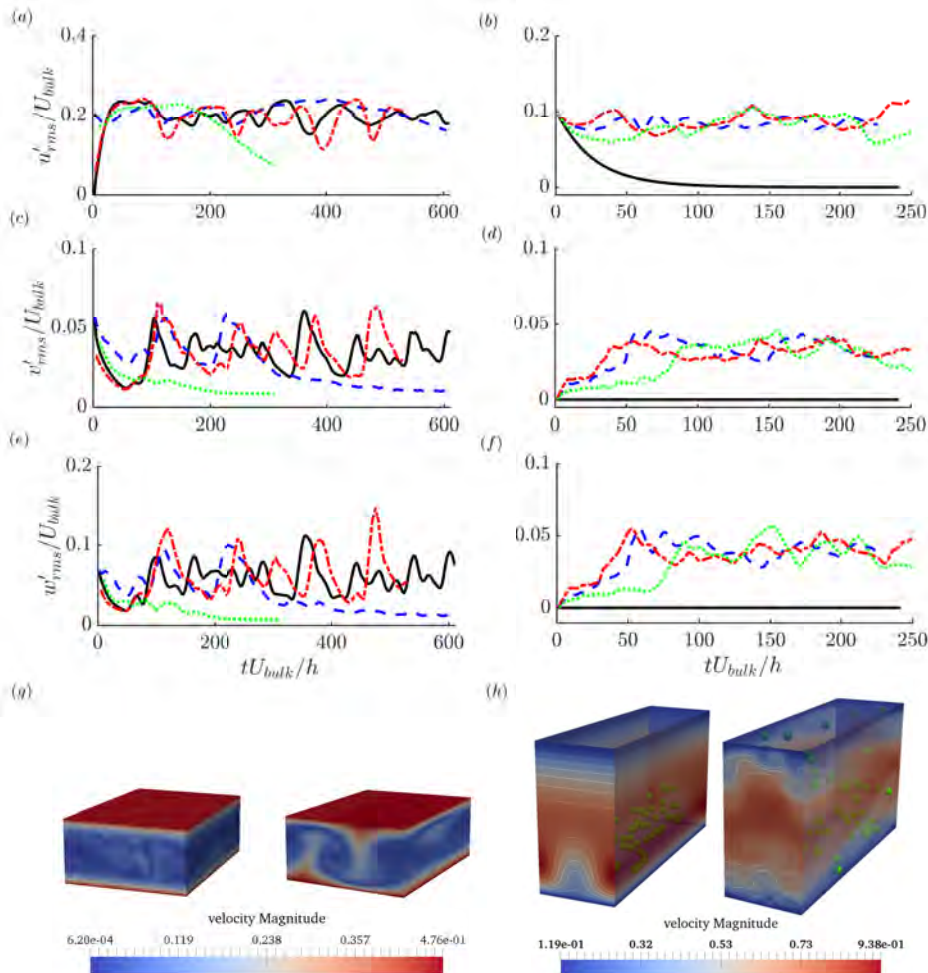 (a)
0.4
0.2
0
u'rms/Ubulk
0 200 400 600
(b)
0.2
0.1
0
0 50 100 150 200 250
(c)
0.1
0.05
0
v'rms/Ubulk
0 200 400 600
(d)
0.1
0.05
0
0 50 100 150 200 250
(e)
0.2
0.1
0
w'rms/Ubulk
0 200 400 600
tUbulk/h
(f)
0.1
0.05
0
0 50 100 150 200 250
tUbulk/h
(g)
velocity Magnitude
6.20e-04 0.119 0.238 0.357 4.76e-01
(h)
velocity Magnitude
1.19e-01 0.32 0.53 0.73 9.38e-01